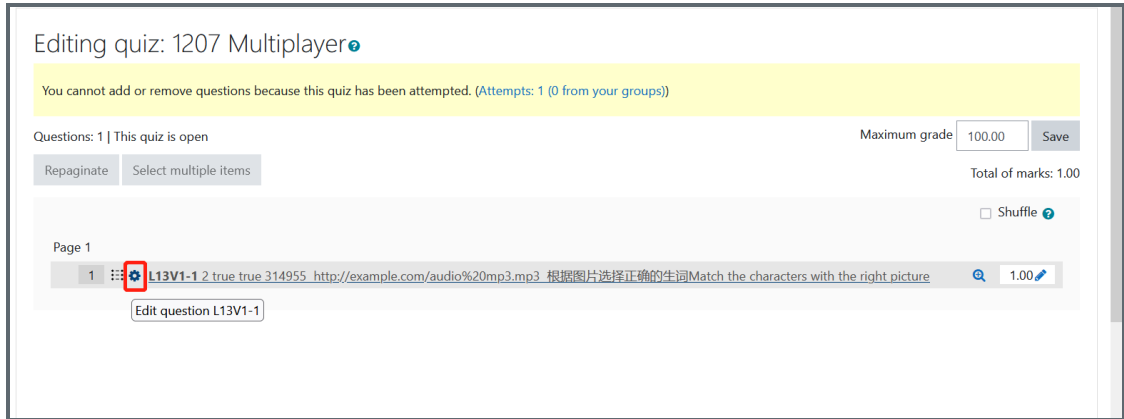 Editing quiz: 1207 Multiplayer
You cannot add or remove questions because this quiz has been attempted. (Attempts: 1 (0 from your groups))
Questions: 1 | This quiz is open
Maximum grade 100.00 Save
Repaginate Select multiple items
Total of marks: 1.00
Shuffle
Page 1
1 L13V1-1 2 true true 314955 http://example.com/audio%20mp3.mp3 根据图片选择正确的生词Match the characters with the right picture 1.00
Edit question L13V1-1